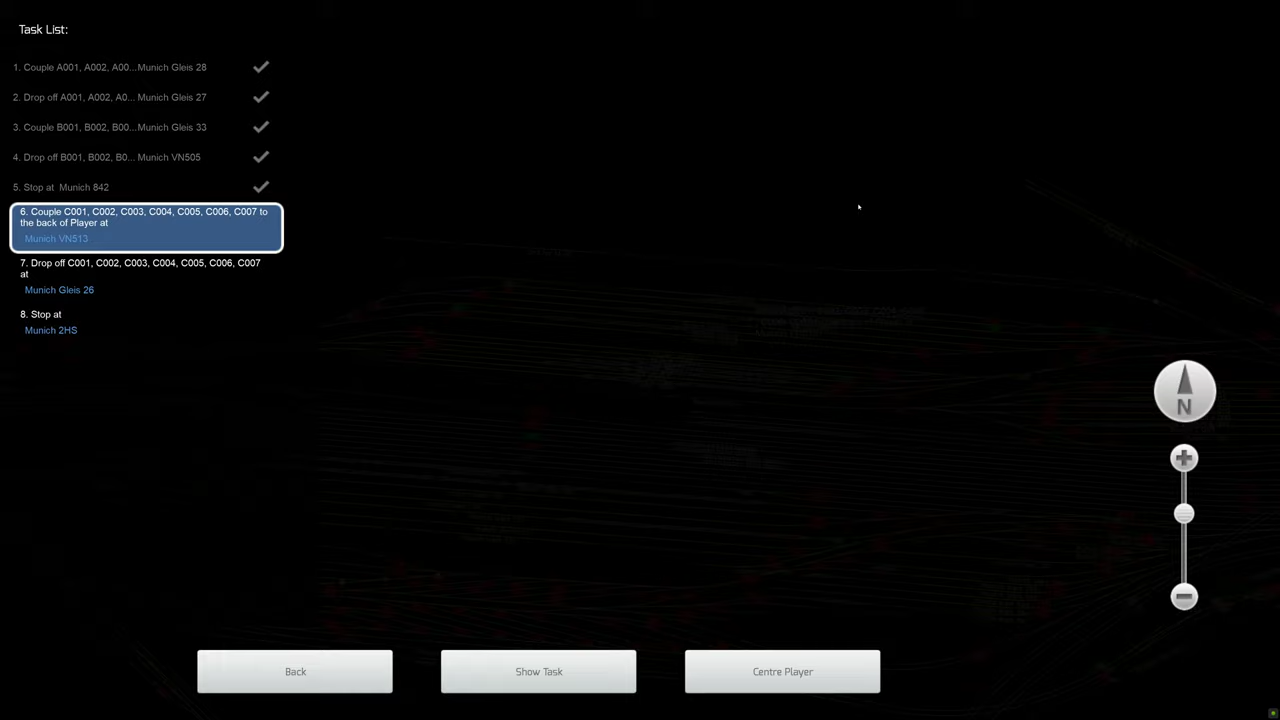 Task List:
1. Couple A001, A002, A00...Munich Gleis 28
2. Drop off A001, A002, A0... Munich Gleis 27
3. Couple B001, B002, B00...Munich Gleis 33
4. Drop off B001, B002, B0... Munich VN505
5. Stop at  Munich 842
6. Couple C001, C002, C003, C004, C005, C006, C007 to
the back of Player at
Munich VN513
7. Drop off C001, C002, C003, C004, C005, C006, C007
at
Munich Gleis 26
8. Stop at
Munich 2HS
N
Back
Show Task
Centre Player